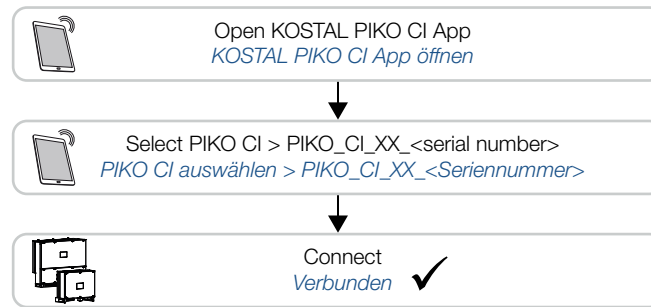 Open KOSTAL PIKO CI App
KOSTAL PIKO CI App öffnen
Select PIKO CI > PIKO_CI_XX_<serial number>
PIKO CI auswählen > PIKO_CI_XX_<Seriennummer>
Connect
Verbunden